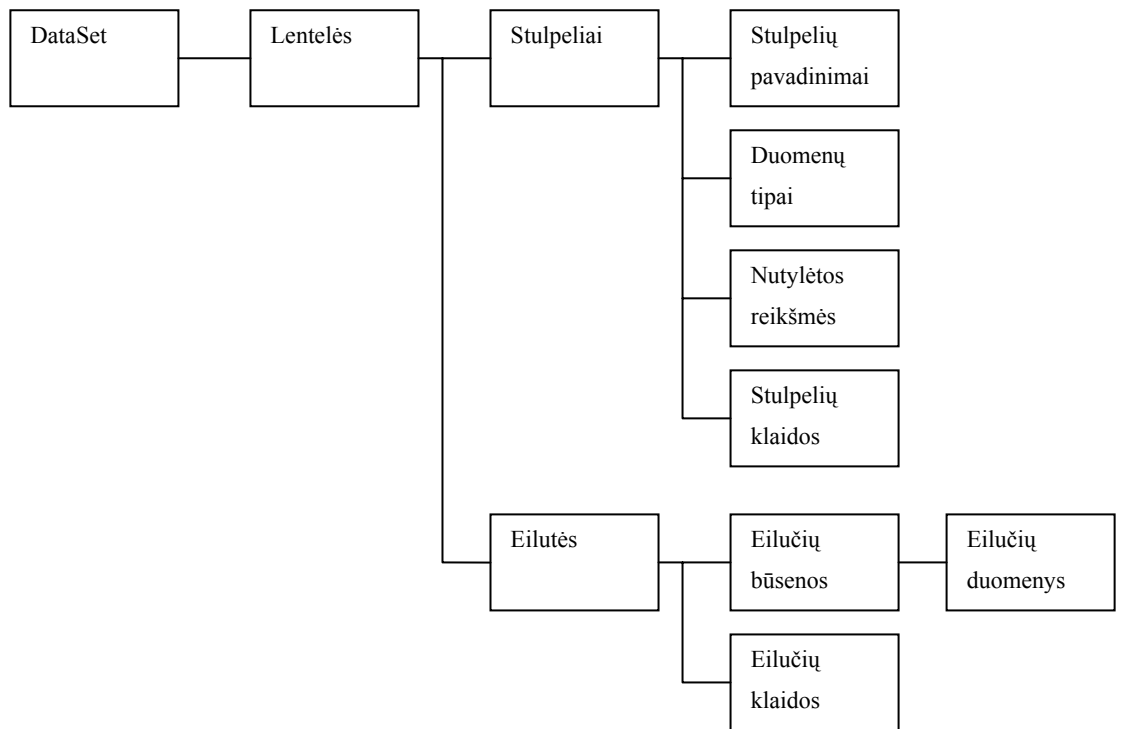 DataSet
Lentelės
Stulpeliai
Stulpelių
pavadinimai
Duomenų
tipai
Nutylėtos
reikšmės
Stulpelių
klaidos
Eilutės
Eilučių
būsenos
Eilučių
duomenys
Eilučių
klaidos